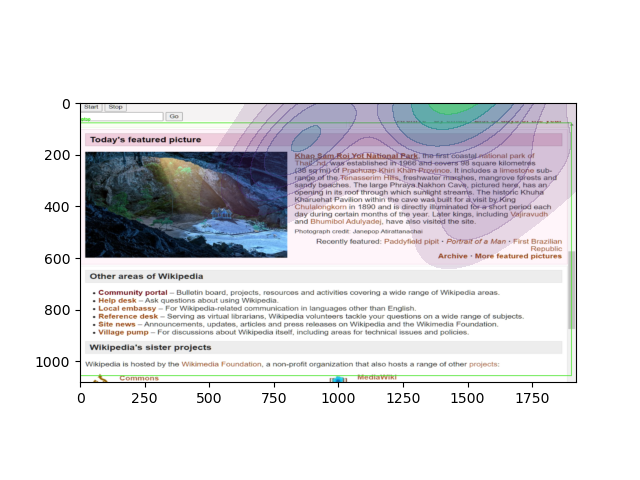 Start Stop
Go
Today's featured picture
Khao Sam Roi Yot National Park, the first coastal national park of
Thailand, was established in 1966 and covers 98 square kilometres
(38 sq mi) of Prachuap Khiri Khan Province. It includes a limestone sub-
range of the Tenasserim Hills, freshwater marshes, mangrove forests and
sandy beaches. The large Phraya Nakhon Cave, pictured here, has an
opening in its roof through which sunlight streams. The historic Khuha
Kharuehat Pavilion within the cave was built for a visit by King
Chulalongkorn in 1890 and is directly illuminated for a short period each
day during certain months of the year. Later kings, including Vajiravudh
and Bhumibol Adulyadej, have also visited the site.
Photograph credit: Janepop Atirattanachai
Recently featured: Paddyfield pipit • Portrait of a Man • First Brazilian
Republic
Archive • More featured pictures
Other areas of Wikipedia
• Community portal – Bulletin board, projects, resources and activities covering a wide range of Wikipedia areas.
• Help desk – Ask questions about using Wikipedia.
• Local embassy – For Wikipedia-related communication in languages other than English.
• Reference desk – Serving as virtual librarians, Wikipedia volunteers tackle your questions on a wide range of subjects.
• Site news – Announcements, updates, articles and press releases on Wikipedia and the Wikimedia Foundation.
• Village pump – For discussions about Wikipedia itself, including areas for technical issues and policies.
Wikipedia's sister projects
Wikipedia is hosted by the Wikimedia Foundation, a non-profit organization that also hosts a range of other projects:
Commons MediaWiki
0
200
400
600
800
1000
0 250 500 750 1000 1250 1500 1750